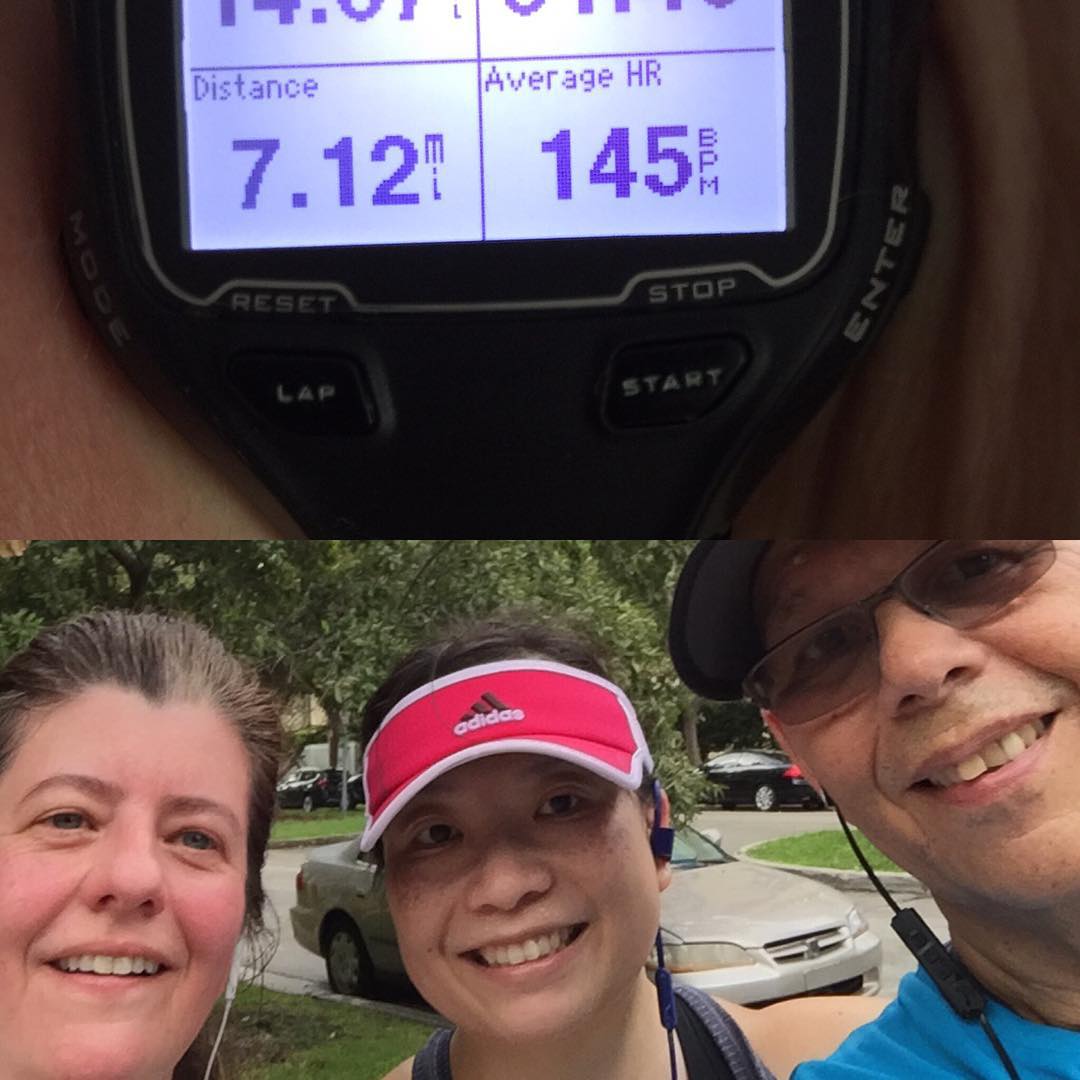 Distance
Average HR
7.12 mi
145 BPM
MODE
RESET
STOP
ENTER
LAP
START
adidas